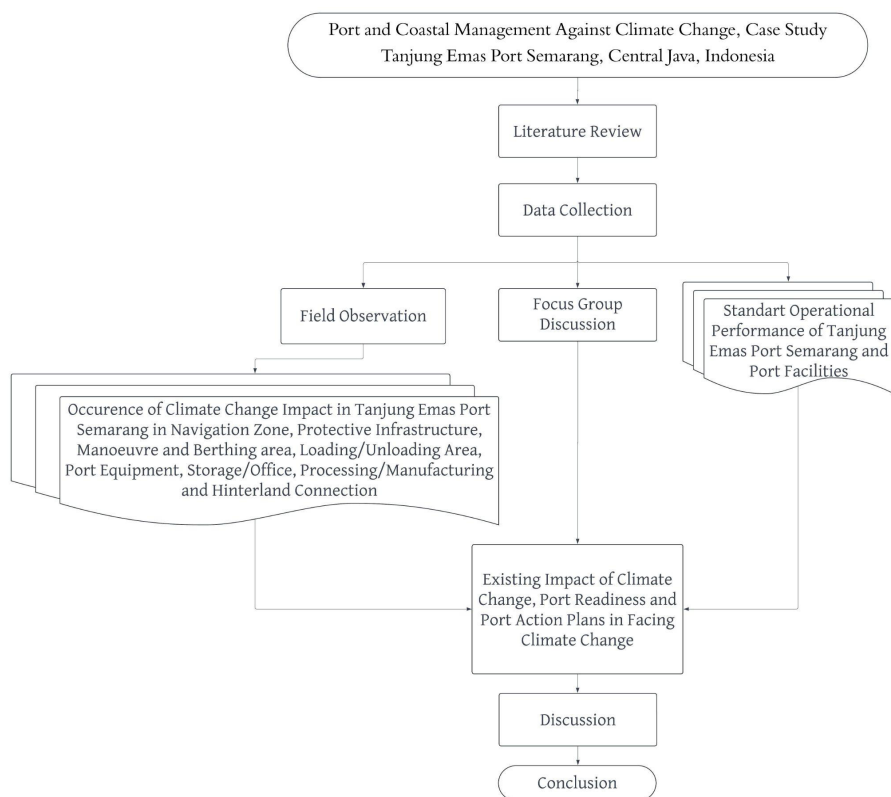 Port and Coastal Management Against Climate Change, Case Study
Tanjung Emas Port Semarang, Central Java, Indonesia
Literature Review
Data Collection
Field Observation
Focus Group
Discussion
Standart Operational
Performance of Tanjung
Emas Port Semarang and
Port Facilities
Occurence of Climate Change Impact in Tanjung Emas Port
Semarang in Navigation Zone, Protective Infrastructure,
Manoeuvre and Berthing area, Loading/Unloading Area,
Port Equipment, Storage/Office, Processing/Manufacturing
and Hinterland Connection
Existing Impact of Climate
Change, Port Readiness and
Port Action Plans in Facing
Climate Change
Discussion
Conclusion